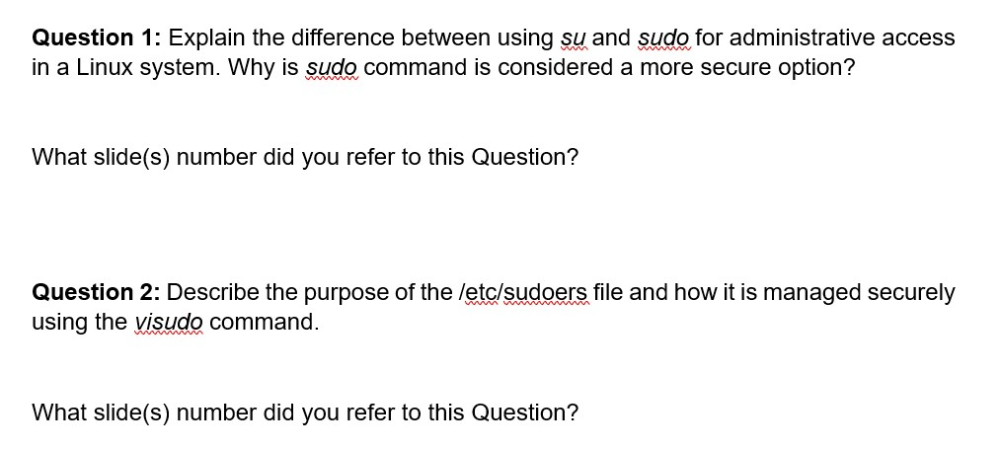 Question 1: Explain the difference between using su and sudo for administrative access
in a Linux system. Why is sudo command is considered a more secure option?
What slide(s) number did you refer to this Question?
Question 2: Describe the purpose of the /etc/sudoers file and how it is managed securely
using the visudo command.
What slide(s) number did you refer to this Question?